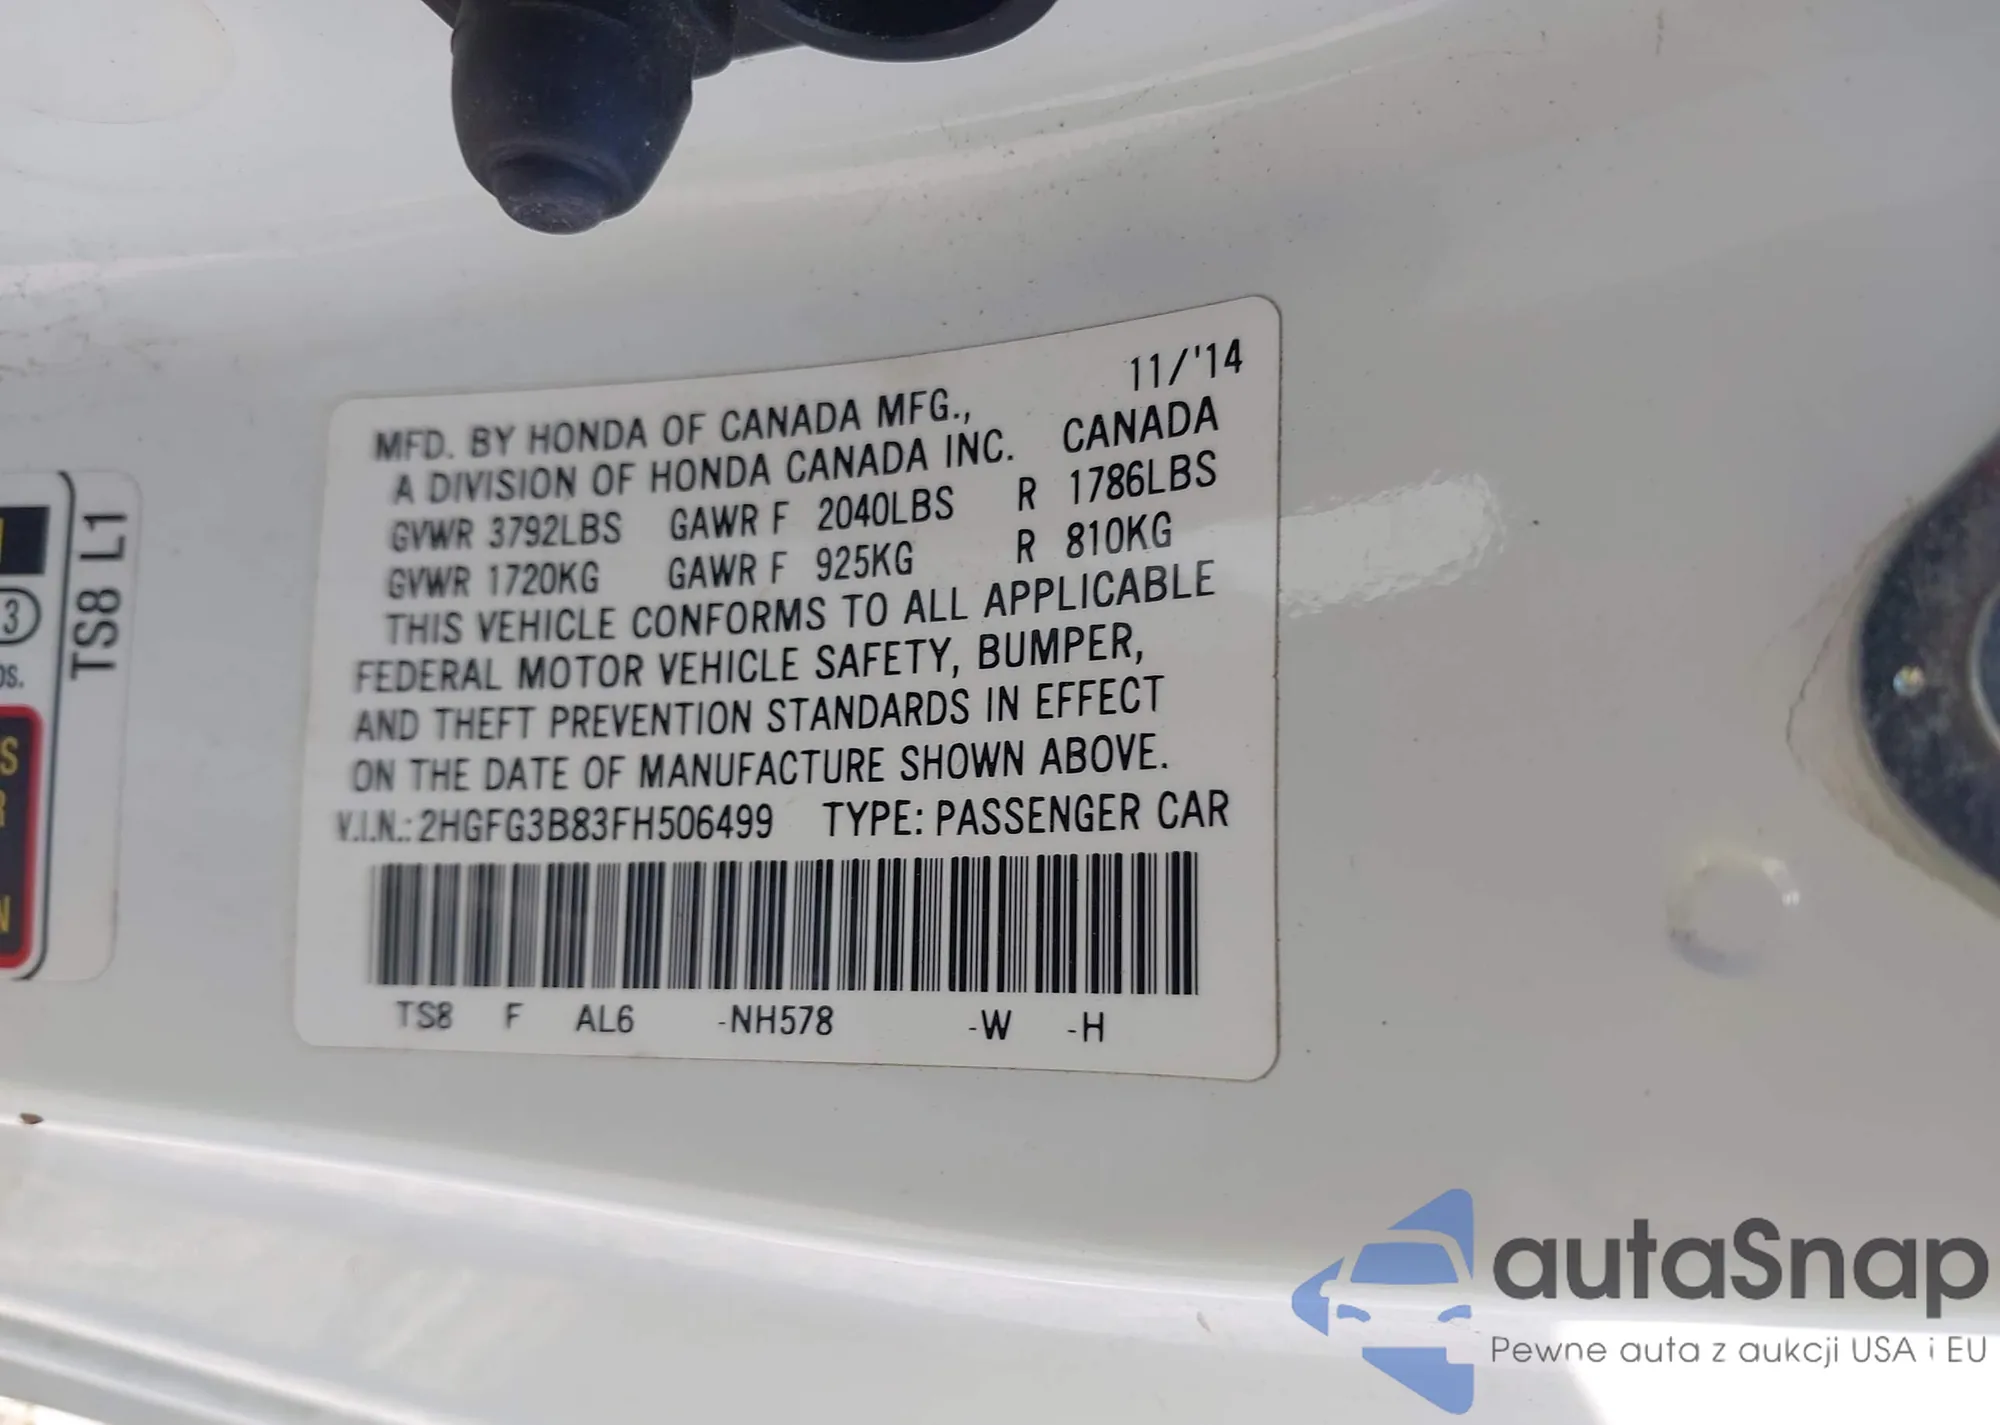 11/'14
MFD. BY HONDA OF CANADA MFG.,
A DIVISION OF HONDA CANADA INC. CANADA
GVWR 3792LBS GAWR F 2040LBS R 1786LBS
GVWR 1720KG GAWR F 925KG R 810KG
THIS VEHICLE CONFORMS TO ALL APPLICABLE
FEDERAL MOTOR VEHICLE SAFETY, BUMPER,
AND THEFT PREVENTION STANDARDS IN EFFECT
ON THE DATE OF MANUFACTURE SHOWN ABOVE.
V.I.N.: 2HGFG3B83FH506499 TYPE: PASSENGER CAR
TS8 F AL6 -NH578 -W -H
TS8 L1
3
OS.
S
R
N
autaSnap
Pewne auta z aukcji USA i EU